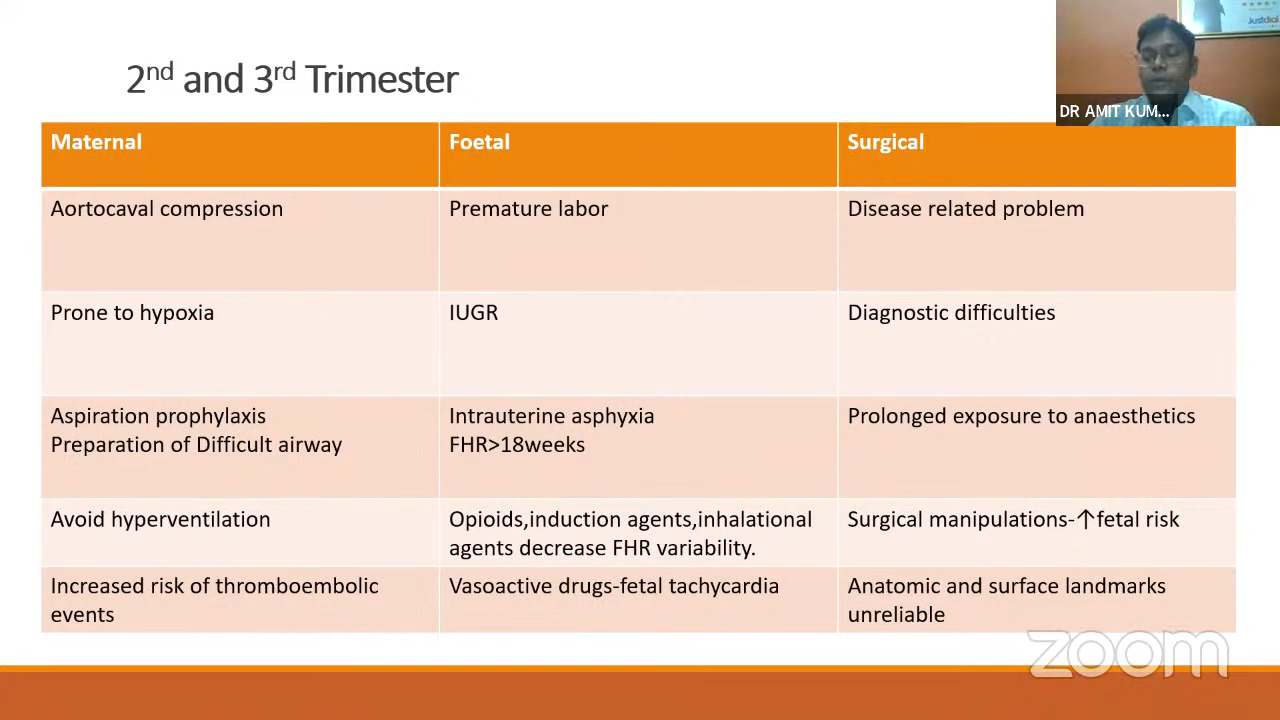 Justdial
DR AMIT KUM...
2nd and 3rd Trimester
Maternal
Foetal
Surgical
Aortocaval compression
Premature labor
Disease related problem
Prone to hypoxia
IUGR
Diagnostic difficulties
Aspiration prophylaxis
Preparation of Difficult airway
Intrauterine asphyxia
FHR>18weeks
Prolonged exposure to anaesthetics
Avoid hyperventilation
Opioids,induction agents,inhalational
agents decrease FHR variability.
Surgical manipulations-↑fetal risk
Increased risk of thromboembolic
events
Vasoactive drugs-fetal tachycardia
Anatomic and surface landmarks
unreliable
zoom